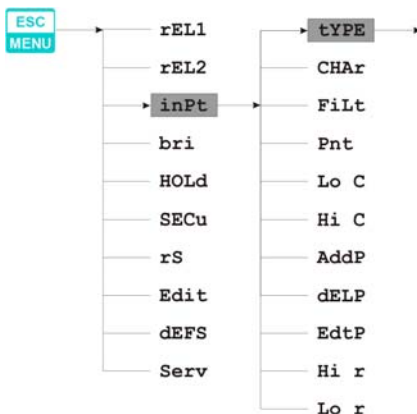 ESC
MENU
rEL1
rEL2
inPt
bri
HOLd
SECu
rS
Edit
dEFS
Serv
tYPE
CHAr
FiLt
Pnt
Lo C
Hi C
AddP
dELP
EdtP
Hi r
Lo r